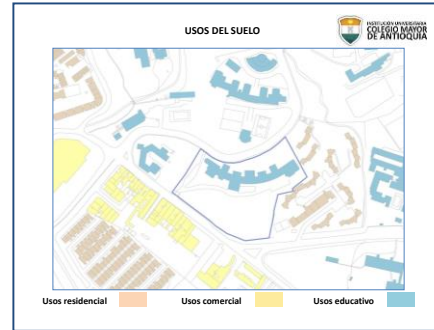 USOS DEL SUELO
INSTITUCIÓN UNIVERSITARIA
COLEGIO MAYOR
DE ANTIOQUIA
Usos residencial
Usos comercial
Usos educativo